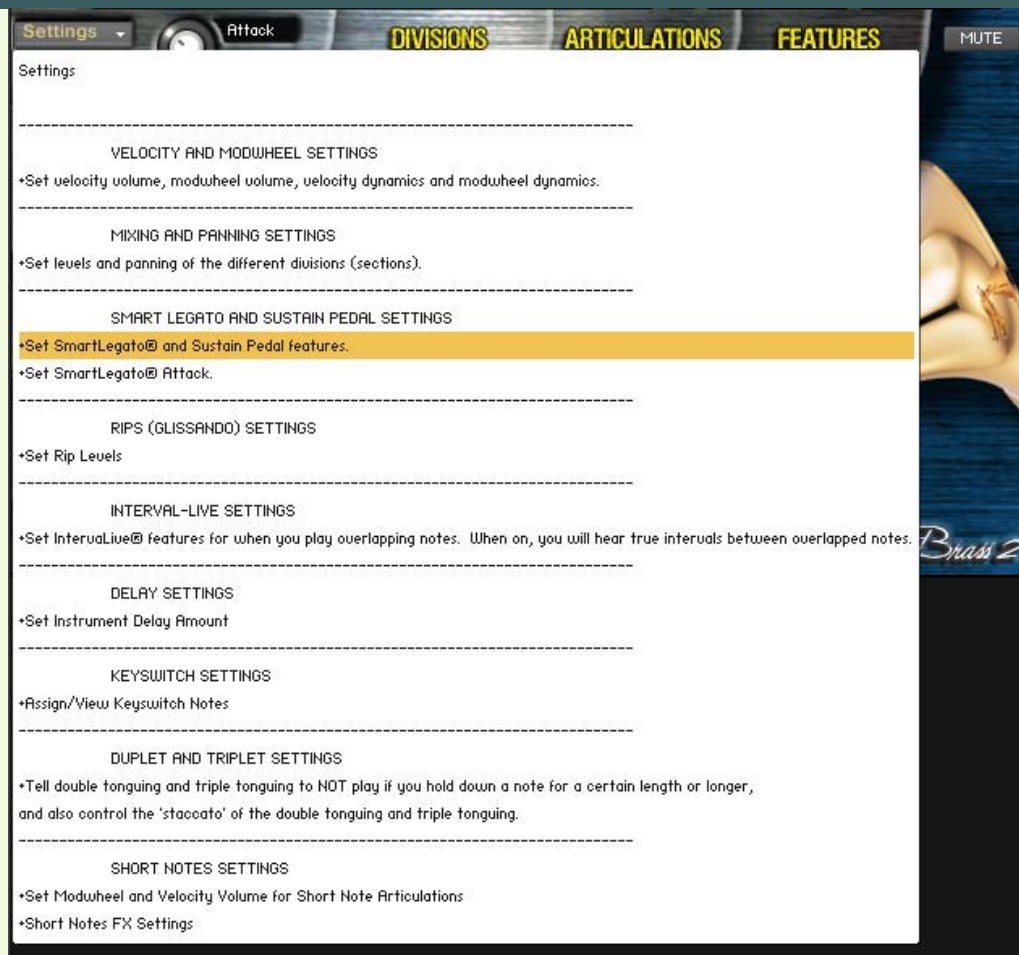 Settings
Attack
DIVISIONS
ARTICULATIONS
FEATURES
MUTE
Settings
VELOCITY AND MODWHEEL SETTINGS
+Set velocity volume, modwheel volume, velocity dynamics and modwheel dynamics.
MIXING AND PANNING SETTINGS
+Set levels and panning of the different divisions (sections).
SMART LEGATO AND SUSTAIN PEDAL SETTINGS
+Set SmartLegato® and Sustain Pedal features.
+Set SmartLegato® Attack.
RIPS (GLISSANDO) SETTINGS
+Set Rip Levels
INTERVAL-LIVE SETTINGS
+Set IntervaLive® features for when you play overlapping notes.  When on, you will hear true intervals between overlapped notes.
Brass 2
DELAY SETTINGS
+Set Instrument Delay Amount
KEYSWITCH SETTINGS
+Assign/View Keyswitch Notes
DUPLET AND TRIPLET SETTINGS
+Tell double tonguing and triple tonguing to NOT play if you hold down a note for a certain length or longer,
and also control the 'staccato' of the double tonguing and triple tonguing.
SHORT NOTES SETTINGS
+Set Modwheel and Velocity Volume for Short Note Articulations
+Short Notes FX Settings